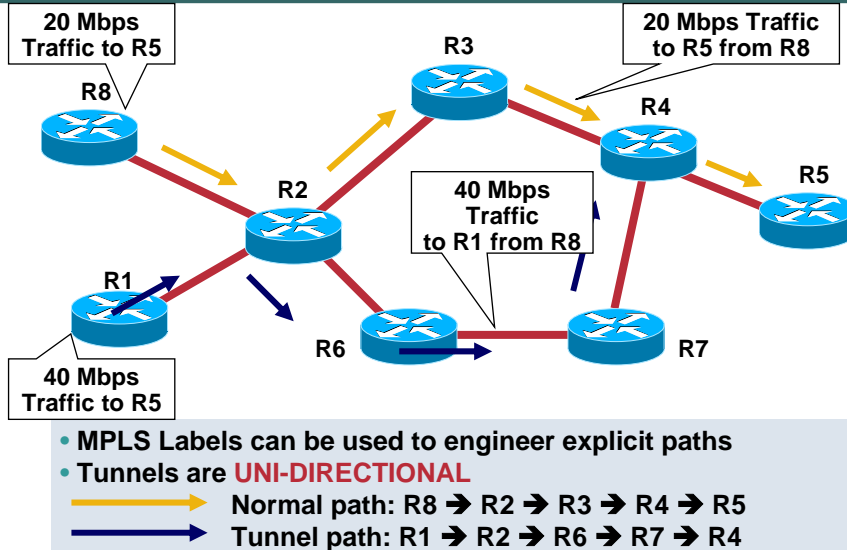 20 Mbps
Traffic to R5
20 Mbps Traffic
to R5 from R8
R3
R8
R4
R5
R2
40 Mbps
Traffic
to R1 from R8
R1
R6
R7
40 Mbps
Traffic to R5
• MPLS Labels can be used to engineer explicit paths
• Tunnels are UNI-DIRECTIONAL
Normal path: R8 ➔ R2 ➔ R3 ➔ R4 ➔ R5
Tunnel path: R1 ➔ R2 ➔ R6 ➔ R7 ➔ R4